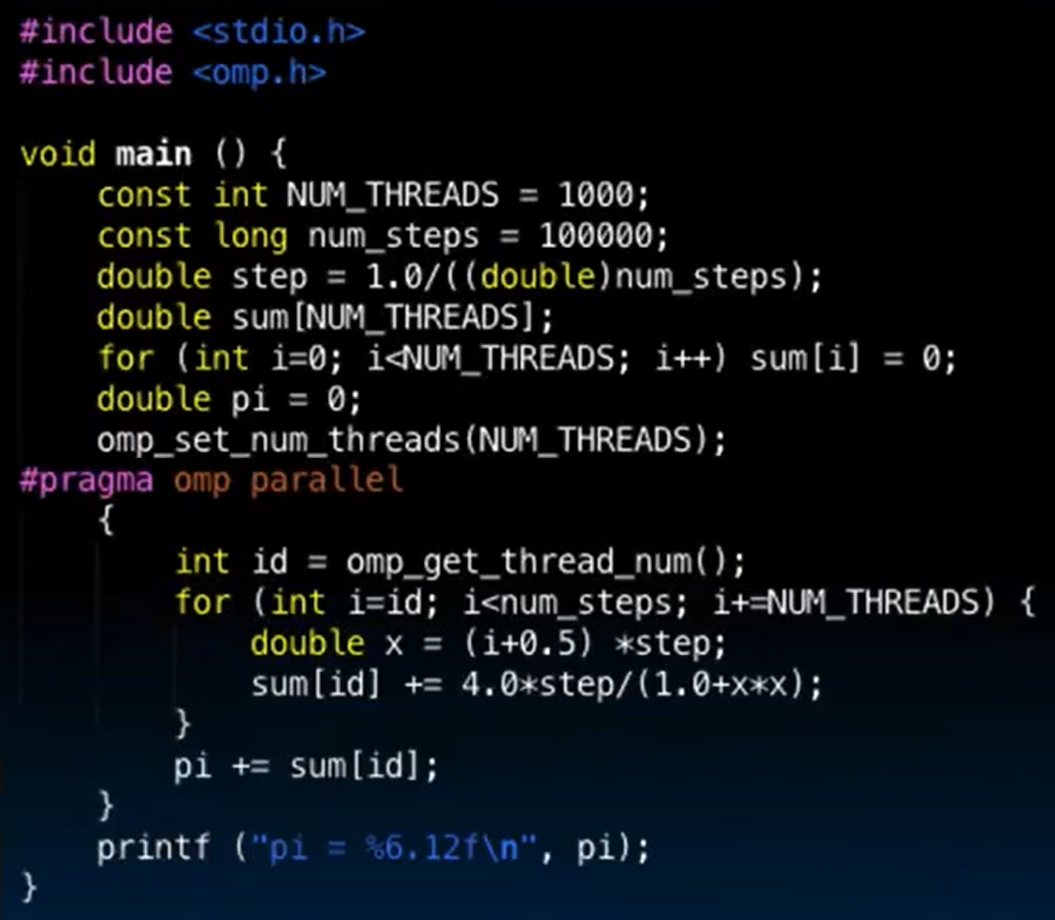 #include <stdio.h>
#include <omp.h>
void main () {
const int NUM_THREADS = 1000;
const long num_steps = 100000;
double step = 1.0/((double)num_steps);
double sum[NUM_THREADS];
for (int i=0; i<NUM_THREADS; i++) sum[i] = 0;
double pi = 0;
omp_set_num_threads(NUM_THREADS);
#pragma omp parallel
{
int id = omp_get_thread_num();
for (int i=id; i<num_steps; i+=NUM_THREADS) {
double x = (i+0.5) *step;
sum[id] += 4.0*step/(1.0+x*x);
}
pi += sum[id];
}
printf ("pi = %6.12f\n", pi);
}